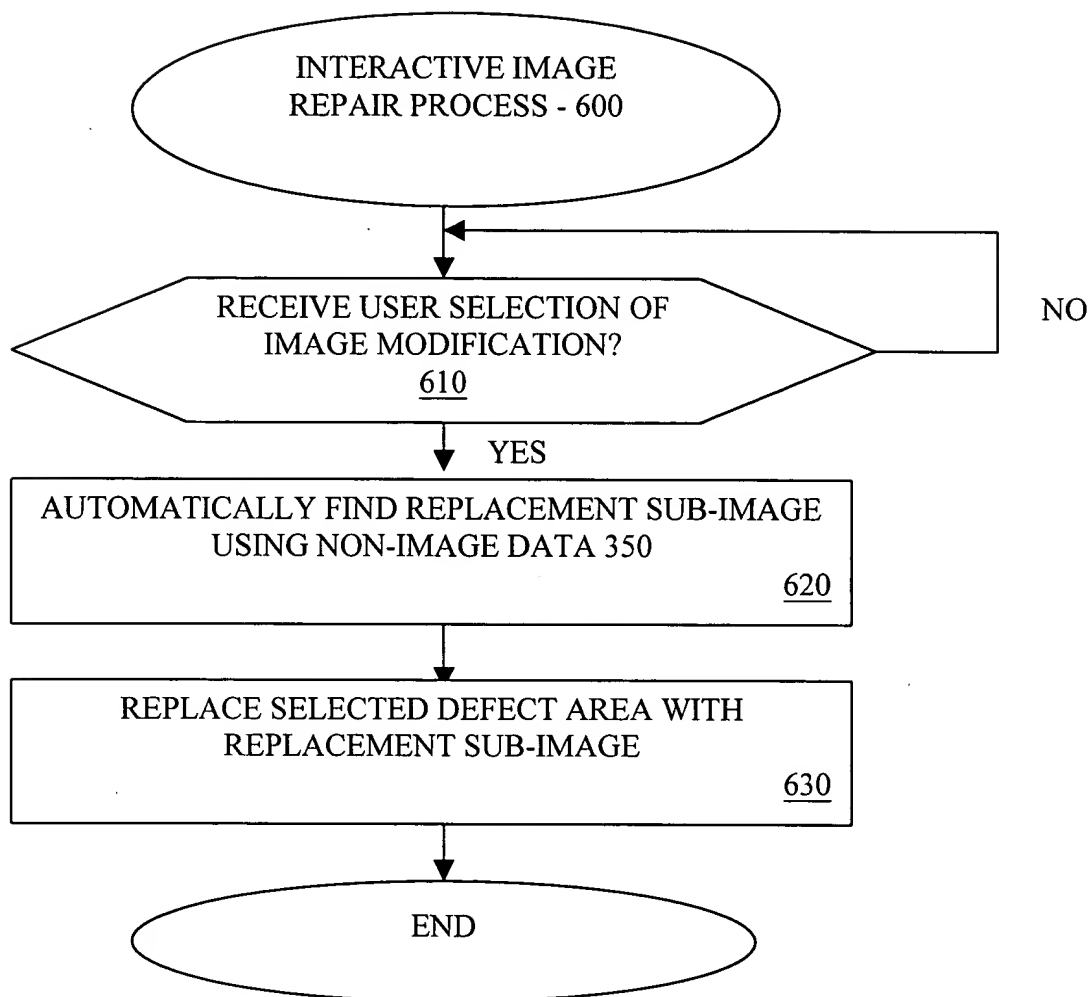 INTERACTIVE IMAGE
REPAIR PROCESS - 600
RECEIVE USER SELECTION OF
IMAGE MODIFICATION?
610
NO
YES
AUTOMATICALLY FIND REPLACEMENT SUB-IMAGE
USING NON-IMAGE DATA 350
620
REPLACE SELECTED DEFECT AREA WITH
REPLACEMENT SUB-IMAGE
630
END